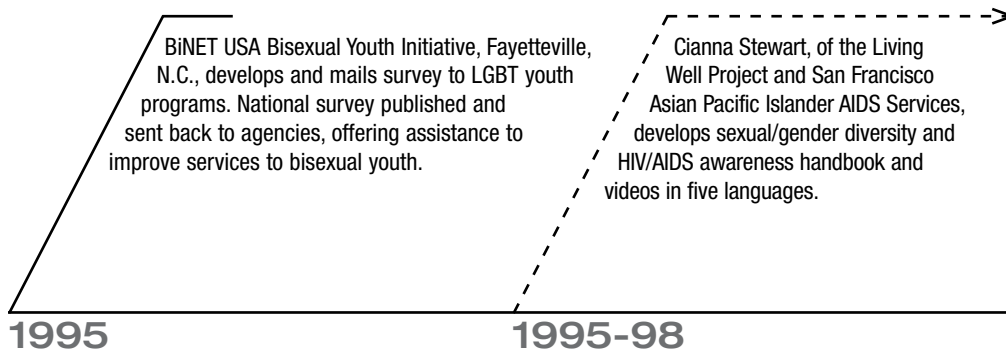 BiNET USA Bisexual Youth Initiative, Fayetteville,
N.C., develops and mails survey to LGBT youth
programs. National survey published and
sent back to agencies, offering assistance to
improve services to bisexual youth.
1995
Cianna Stewart, of the Living
Well Project and San Francisco
Asian Pacific Islander AIDS Services,
develops sexual/gender diversity and
HIV/AIDS awareness handbook and
videos in five languages.
1995-98